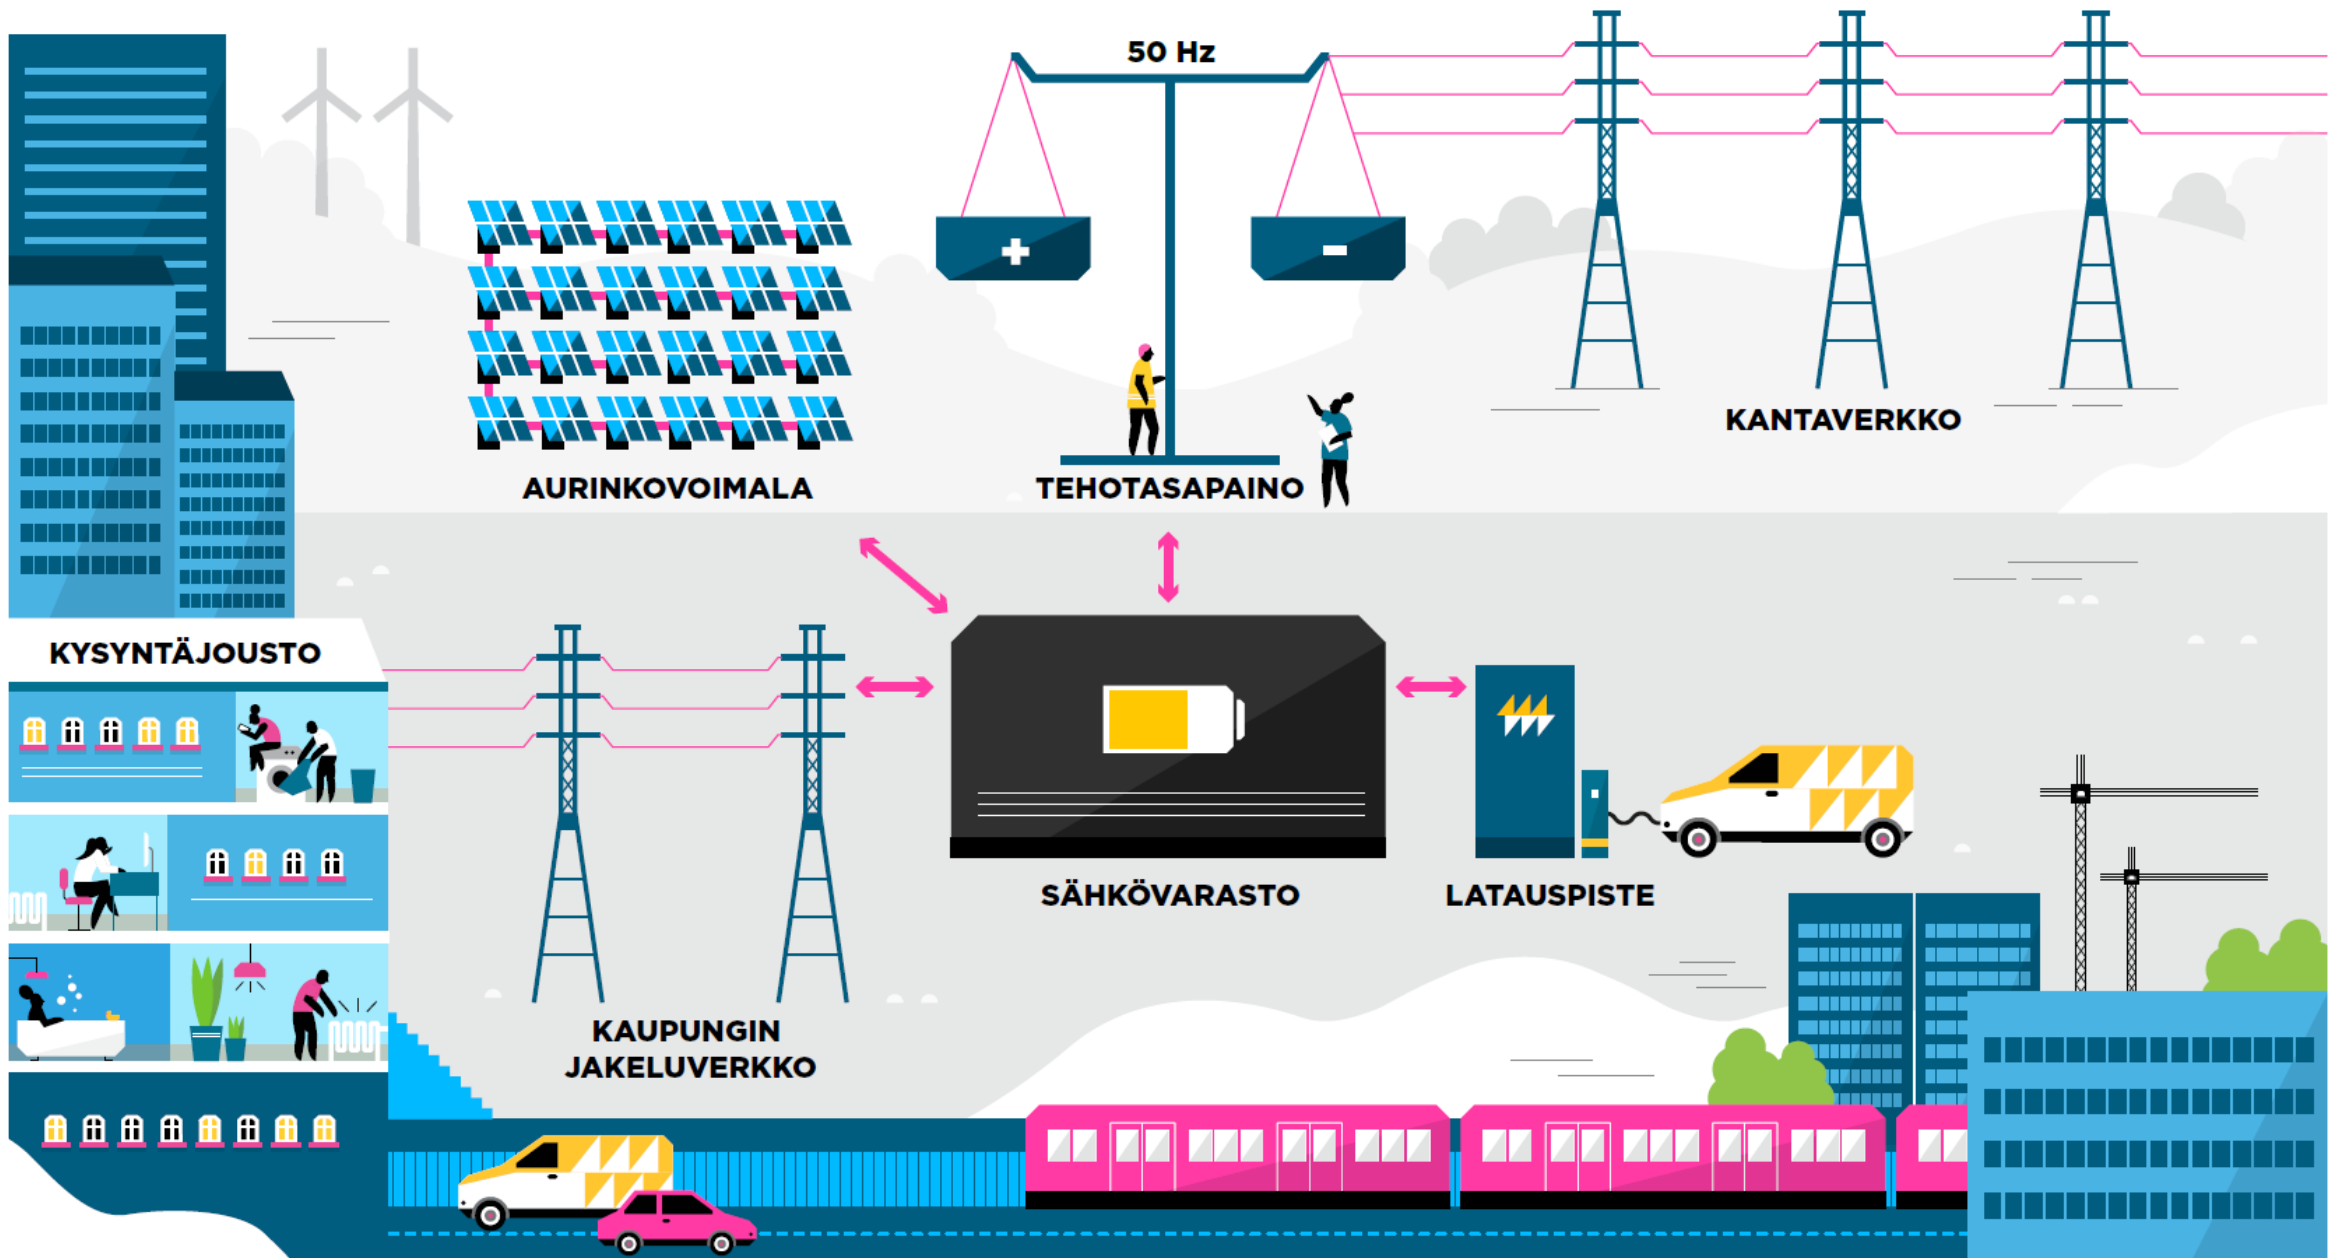 50 Hz
KANTAVERKKO
AURINKOVOIMALA
TEHOTASAPAINO
KYSYNTÄJOUSTO
SÄHKÖVARASTO
LATAUSPISTE
KAUPUNGIN
JAKELUVERKKO